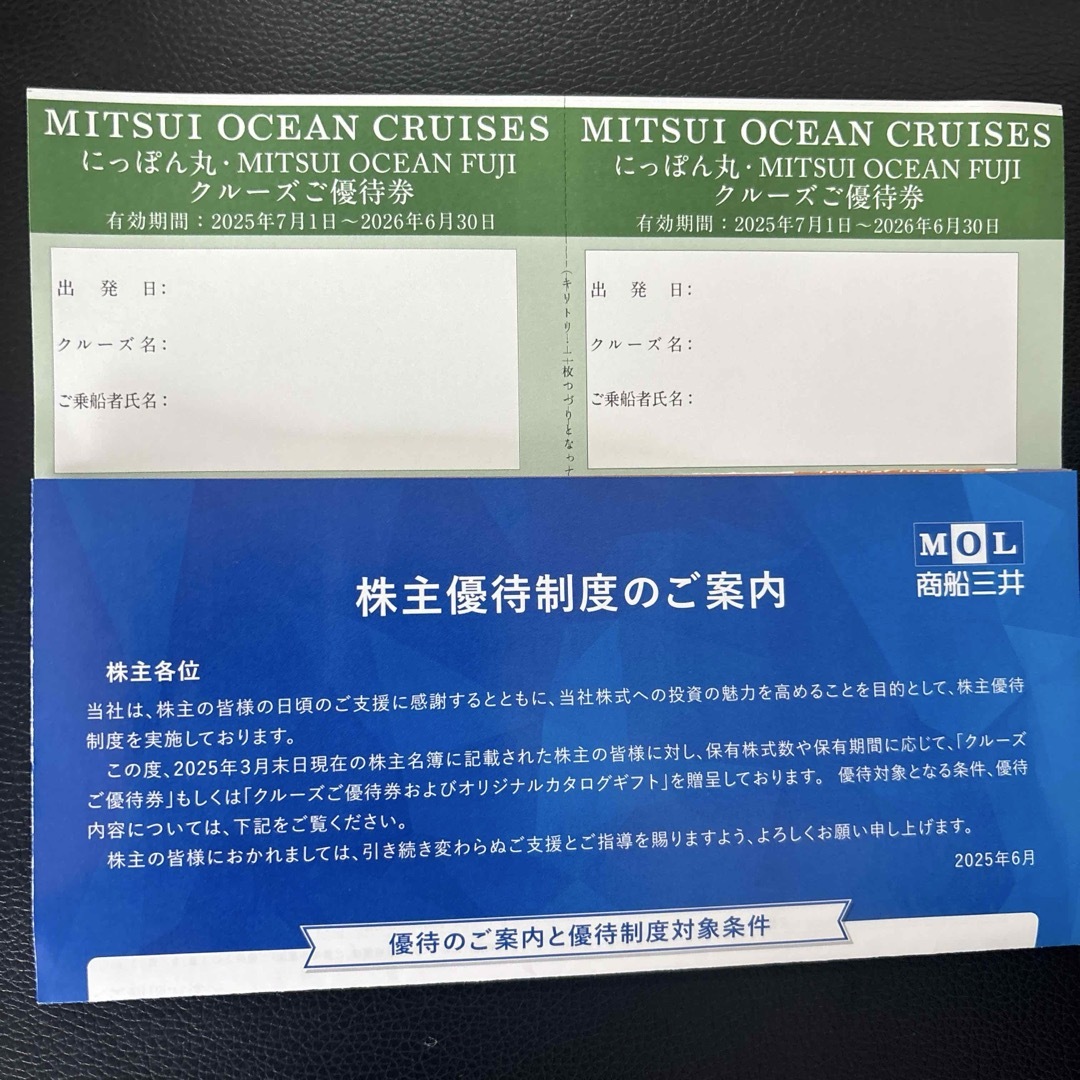 MITSUI OCEAN CRUISES
にっぽん丸・MITSUI OCEAN FUJI
クルーズご優待券
有効期間：2025年7月1日～2026年6月30日
出 発 日：
クルーズ名：
ご乗船者氏名：
(キリトリ…二枚つづりとなっ
MITSUI OCEAN CRUISES
にっぽん丸・MITSUI OCEAN FUJI
クルーズご優待券
有効期間：2025年7月1日～2026年6月30日
出 発 日：
クルーズ名：
ご乗船者氏名：
MOL
商船三井
株主優待制度のご案内
株主各位
当社は、株主の皆様の日頃のご支援に感謝するとともに、当社株式への投資の魅力を高めることを目的として、株主優待
制度を実施しております。
この度、2025年3月末日現在の株主名簿に記載された株主の皆様に対し、保有株式数や保有期間に応じて、「クルーズ
ご優待券」もしくは「クルーズご優待券およびオリジナルカタログギフト」を贈呈しております。 優待対象となる条件、優待
内容については、下記をご覧ください。
株主の皆様におかれましては、引き続き変わらぬご支援とご指導を賜りますよう、よろしくお願い申し上げます。
2025年6月
優待のご案内と優待制度対象条件